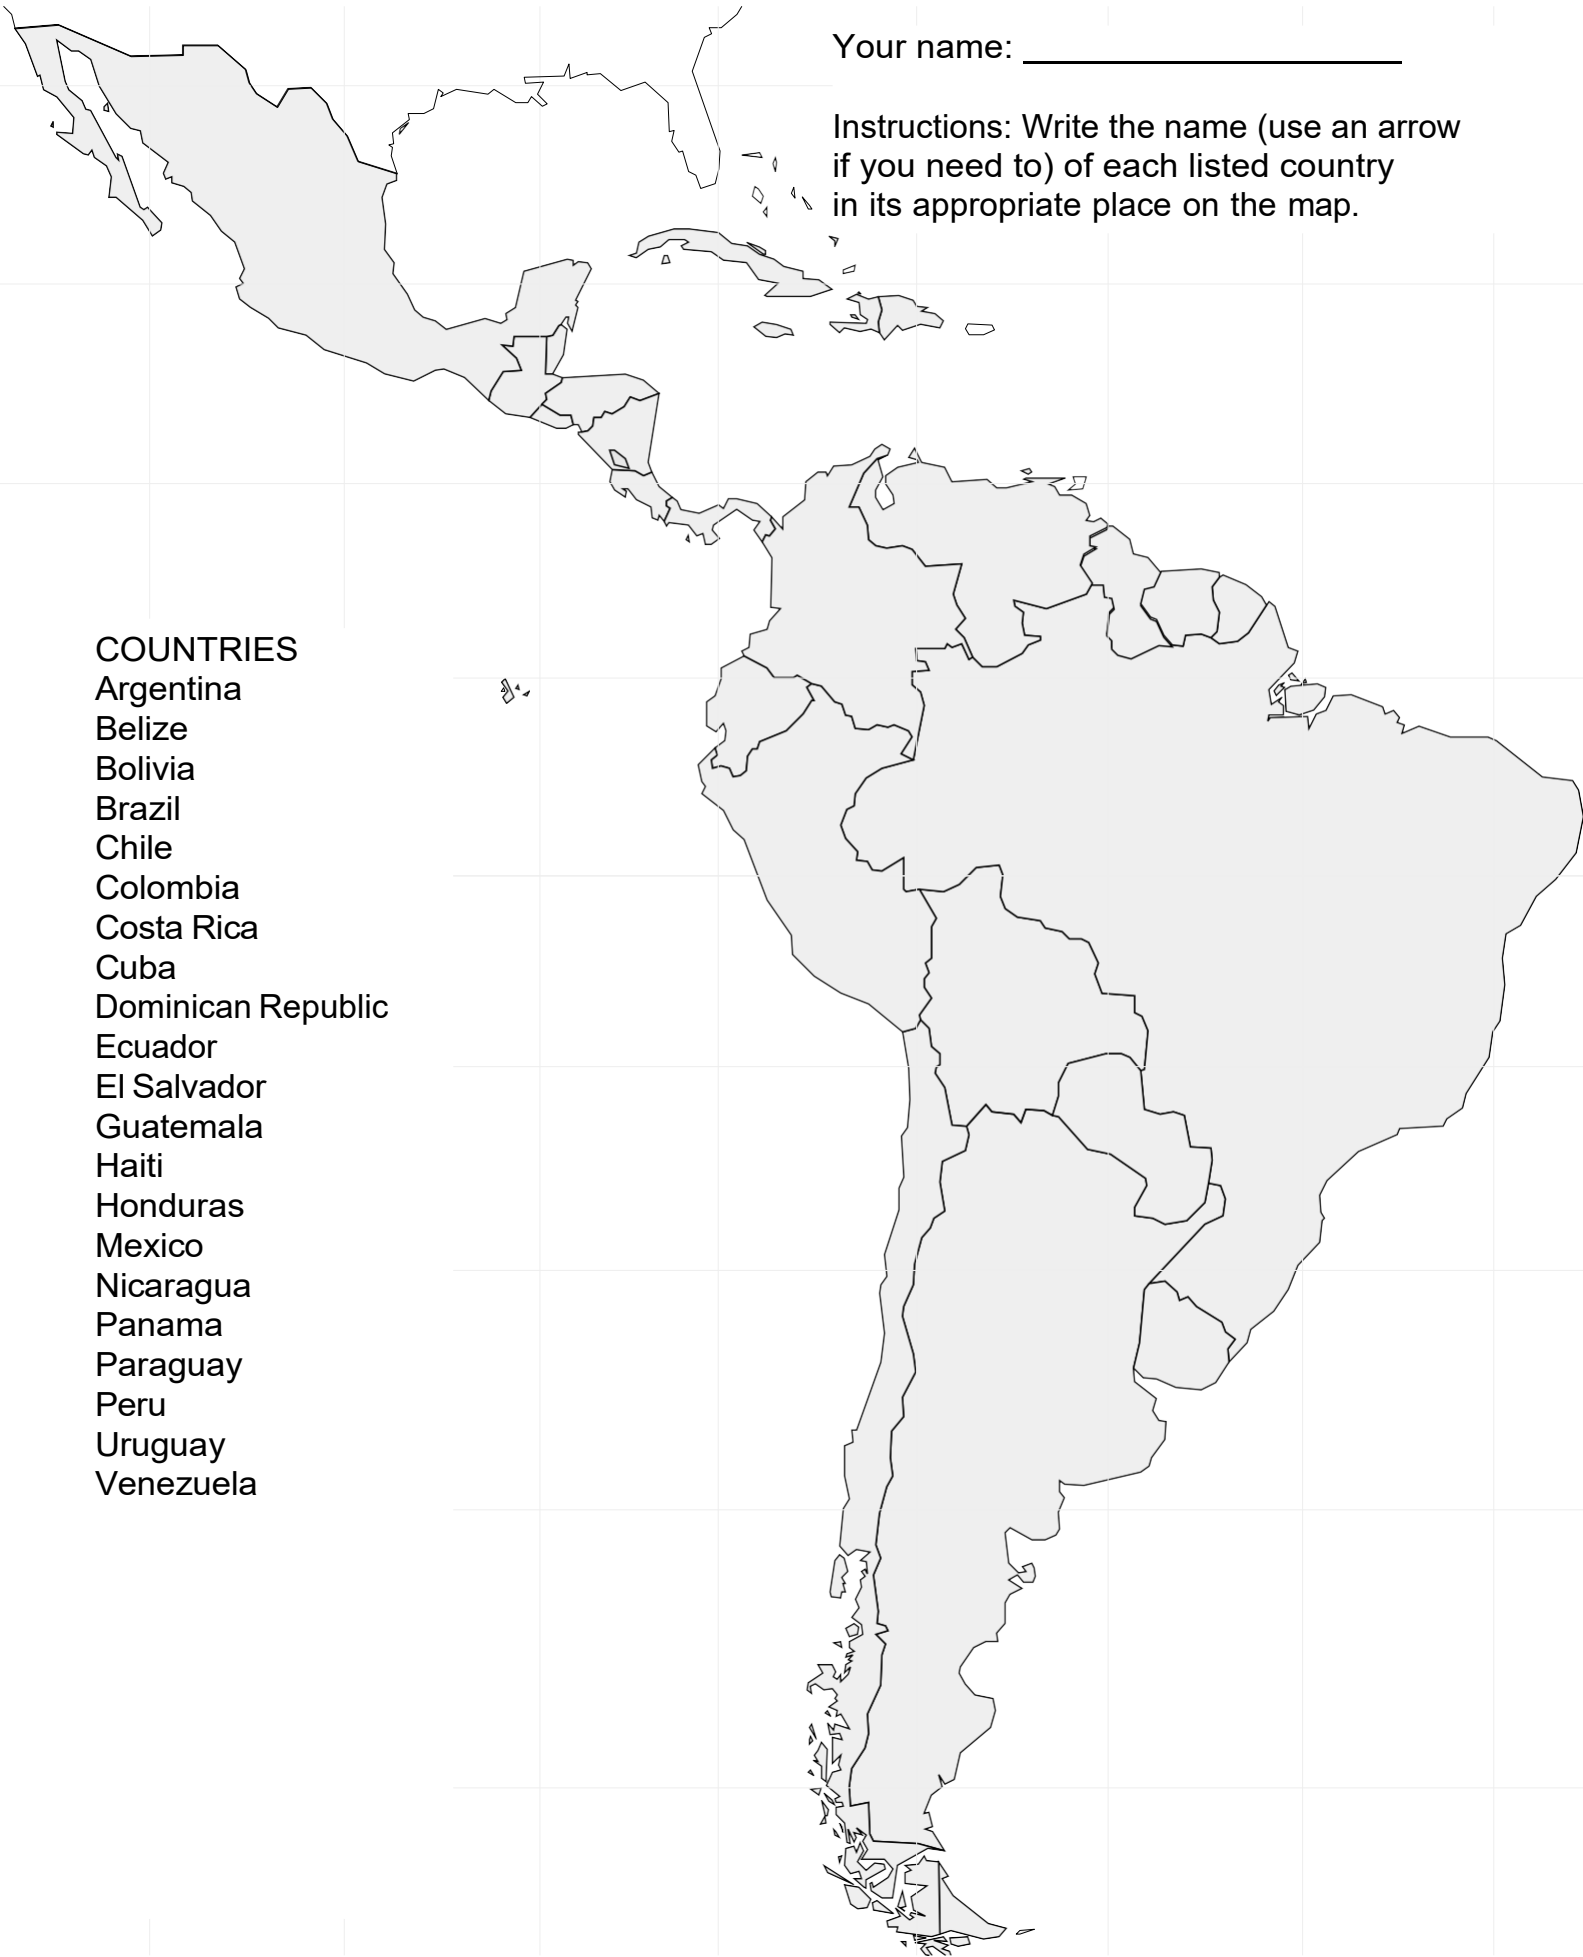 Your name:
Instructions: Write the name (use an arrow
if you need to) of each listed country
in its appropriate place on the map.
COUNTRIES
Argentina
Belize
Bolivia
Brazil
Chile
Colombia
Costa Rica
Cuba
Dominican Republic
Ecuador
El Salvador
Guatemala
Haiti
Honduras
Mexico
Nicaragua
Panama
Paraguay
Peru
Uruguay
Venezuela